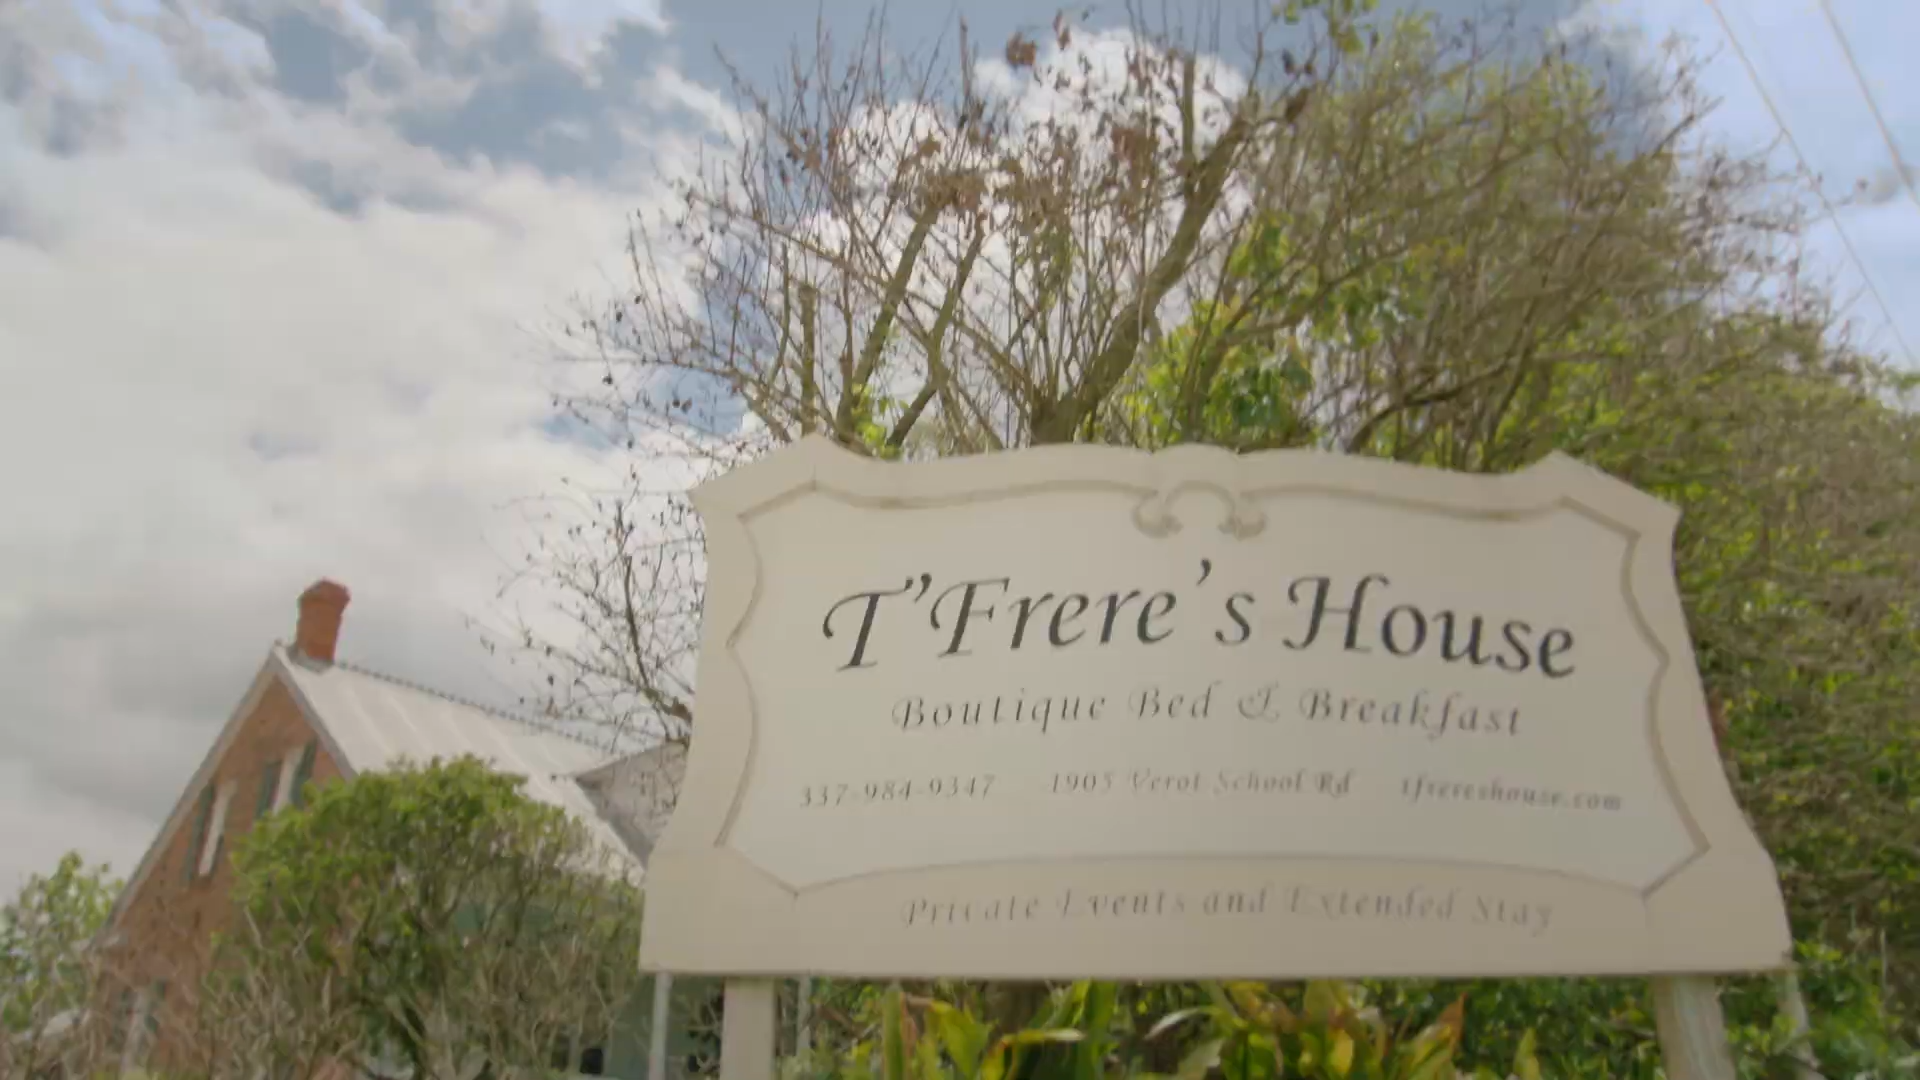 T'Frere's House
Boutique Bed & Breakfast
337-984-9347 1905 Verot School Rd tfrereshouse.com
Private Events and Extended Stay